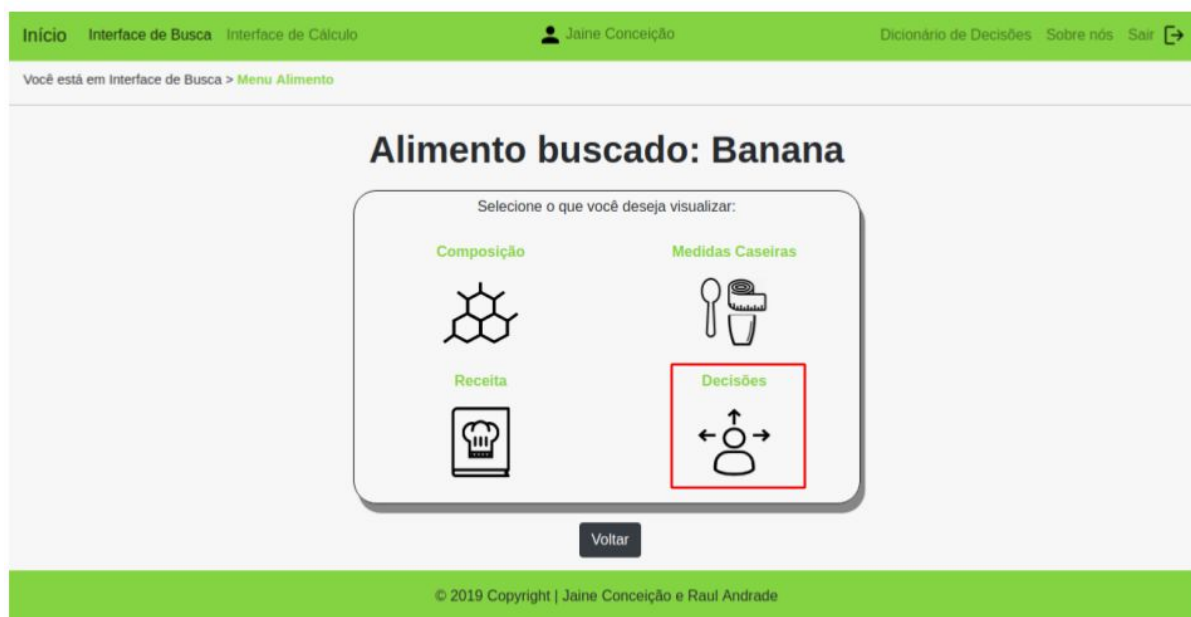 Início Interface de Busca Interface de Cálculo Jaine Conceição Dicionário de Decisões Sobre nós Sair
Você está em Interface de Busca > Menu Alimento
Alimento buscado: Banana
Selecione o que você deseja visualizar:
Composição Medidas Caseiras
Receita Decisões
Voltar
© 2019 Copyright | Jaine Conceição e Raul Andrade